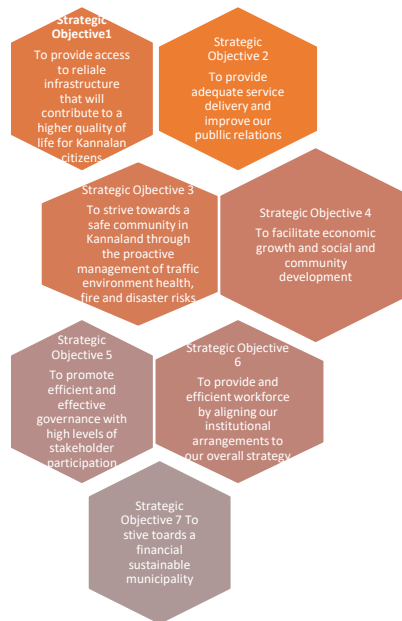 Strategic
Objective1
To provide access
to reliale
infrastructure
that will
contribute to a
higher quality of
life for Kannalan
citizens
Strategic
Objective 2
To provide
adequate service
delivery and
improve our
publlic relations
Strategic Ojbective 3
To strive towards a
safe community in
Kannaland through
the proactive
management of traffic
environment health,
fire and disaster risks
Strategic Objective 4
To facilitate economic
growth and social and
community
development
Strategic
Objective 5
To promote
efficient and
effective
governance with
high levels of
stakeholder
participation
Strategic Objective
6
To provide and
efficient workforce
by aligning our
institutional
arrangements to
our overall strategy
Strategic
Objective 7 To
stive toards a
financial
sustainable
municipality